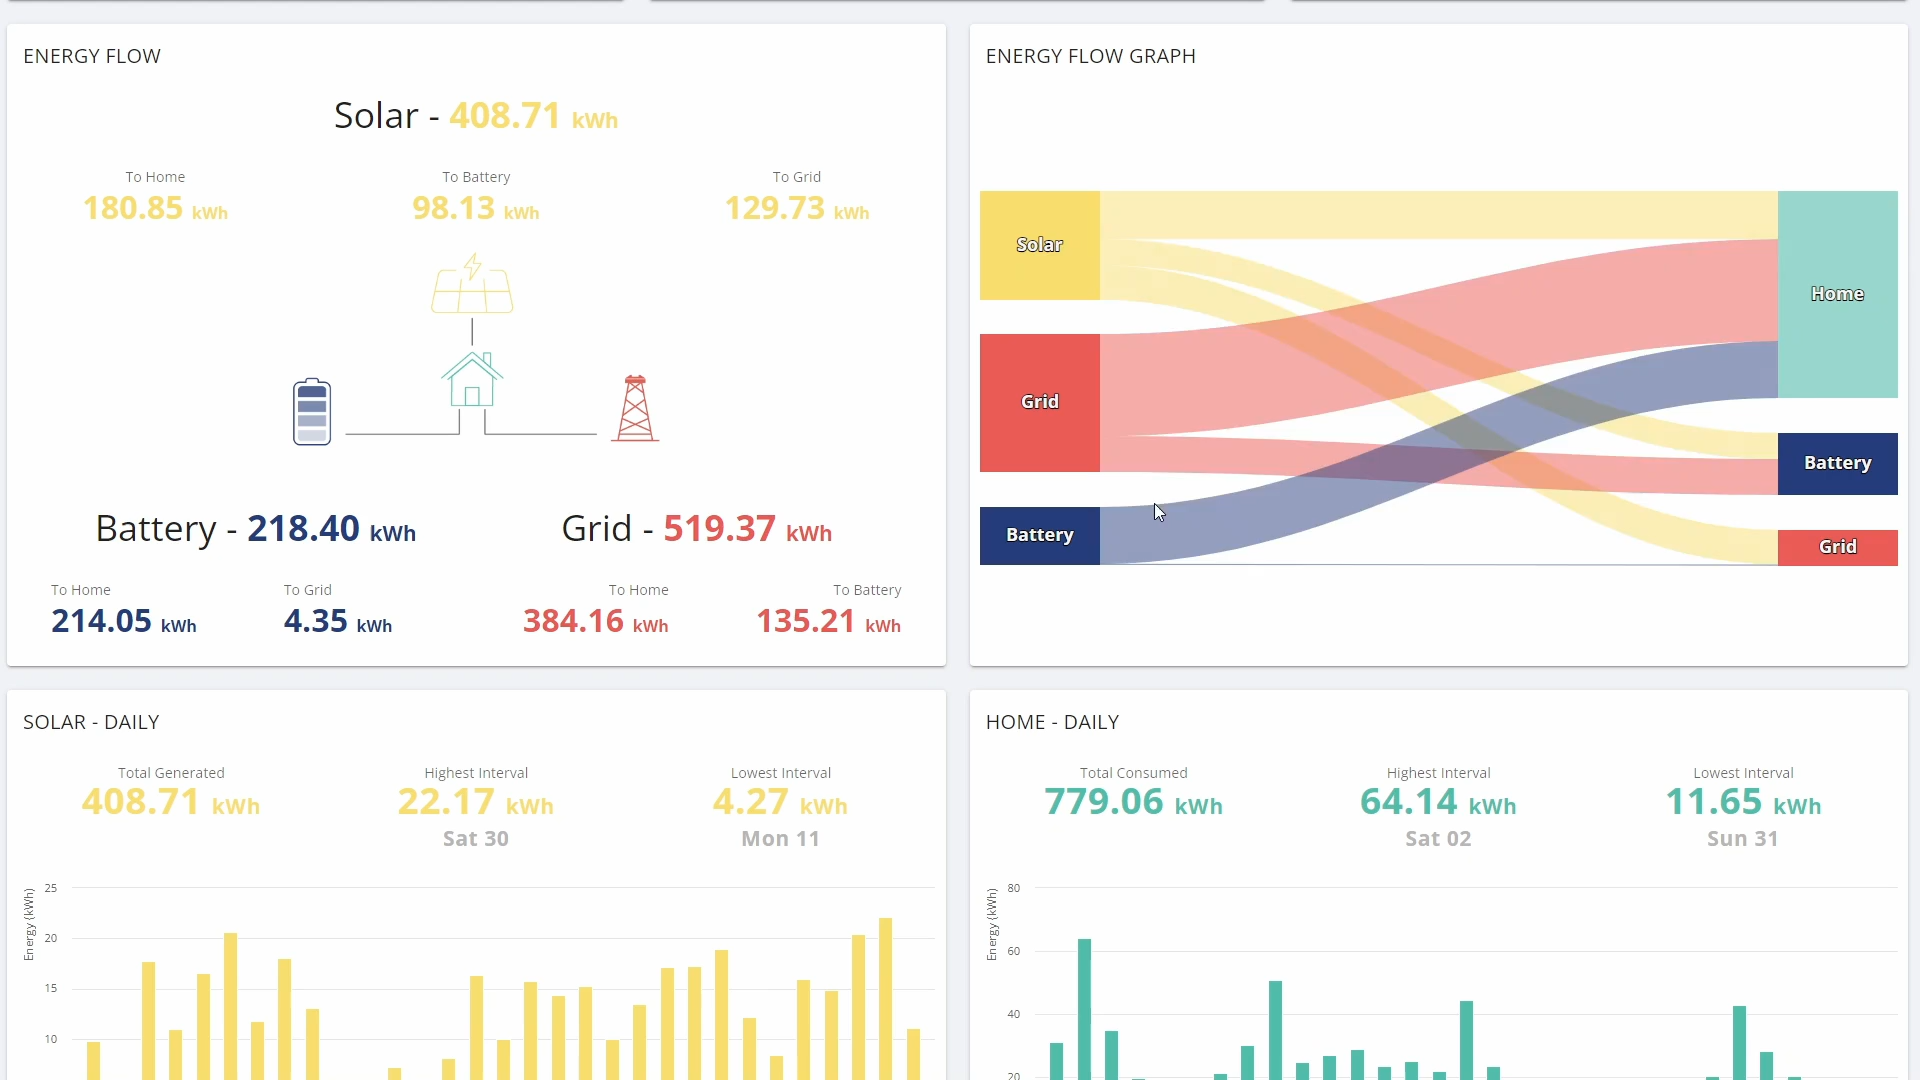 ENERGY FLOW
Solar - 408.71 kWh
To Home
180.85 kWh
To Battery
98.13 kWh
To Grid
129.73 kWh
Battery - 218.40 kWh
To Home
214.05 kWh
To Grid
4.35 kWh
Grid - 519.37 kWh
To Home
384.16 kWh
To Battery
135.21 kWh
ENERGY FLOW GRAPH
Solar
Grid
Battery
Home
Battery
Grid
SOLAR - DAILY
Total Generated
408.71 kWh
Highest Interval
22.17 kWh
Sat 30
Lowest Interval
4.27 kWh
Mon 11
Energy (kWh)
25
20
15
10
HOME - DAILY
Total Consumed
779.06 kWh
Highest Interval
64.14 kWh
Sat 02
Lowest Interval
11.65 kWh
Sun 31
Energy (kWh)
80
60
40
20